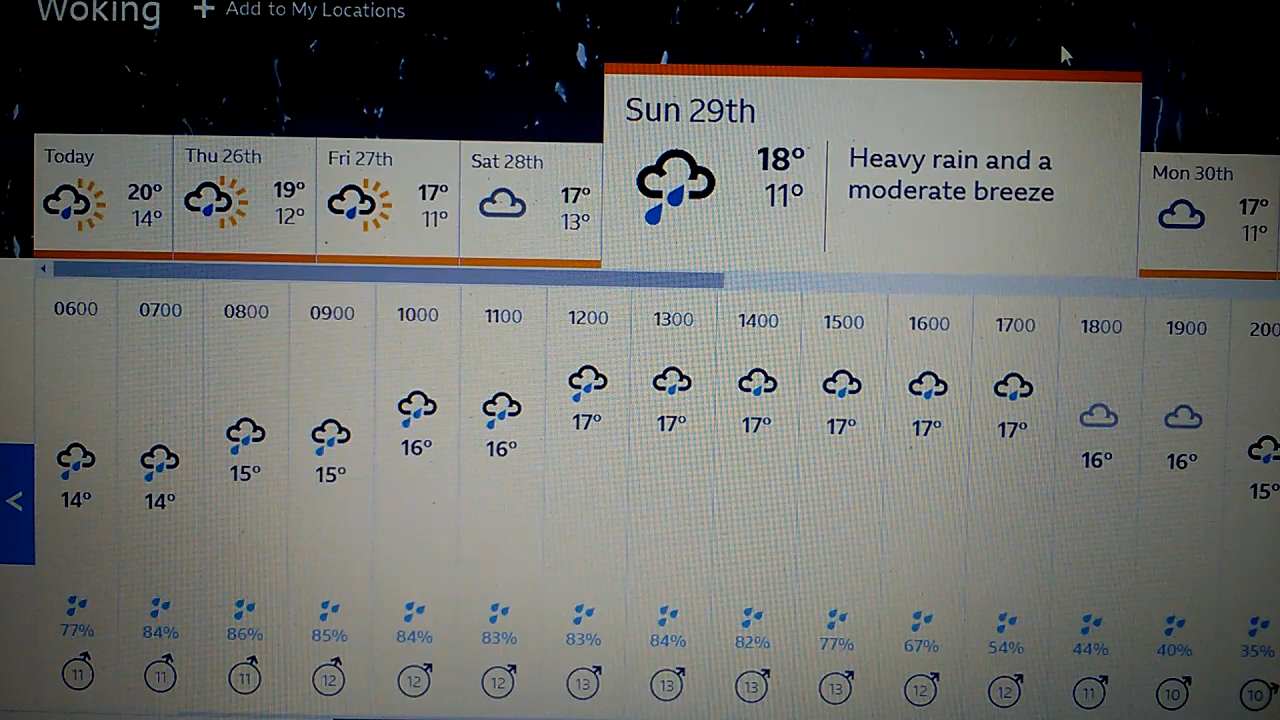 Woking + Add to My Locations
Today
20° 
14°
Thu 26th
19°
12°
Fri 27th
17°
11°
Sat 28th
17°
13°
Sun 29th
18°
11°
Heavy rain and a
moderate breeze
Mon 30th
17°
11°
0600 0700 0800 0900 1000 1100 1200 1300 1400 1500 1600 1700 1800 1900 200
14° 14° 15° 15° 16° 16° 17° 17° 17° 17° 17° 17° 16° 16° 15°
<
77% 84% 86% 85% 84% 83% 83% 84% 82% 77% 67% 54% 44% 40% 35%
11 11 11 12 12 12 13 13 13 13 12 12 11 10 10